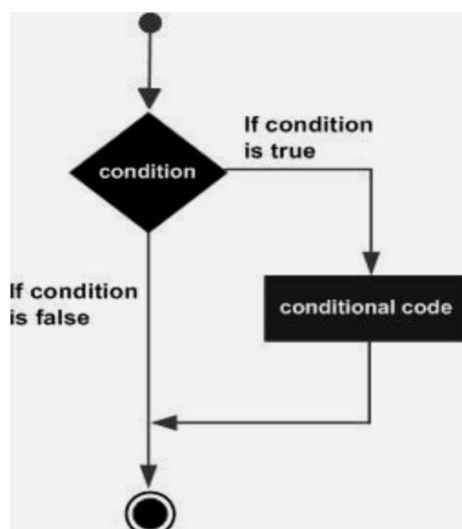 If condition
is true
condition
If condition
is false
conditional code